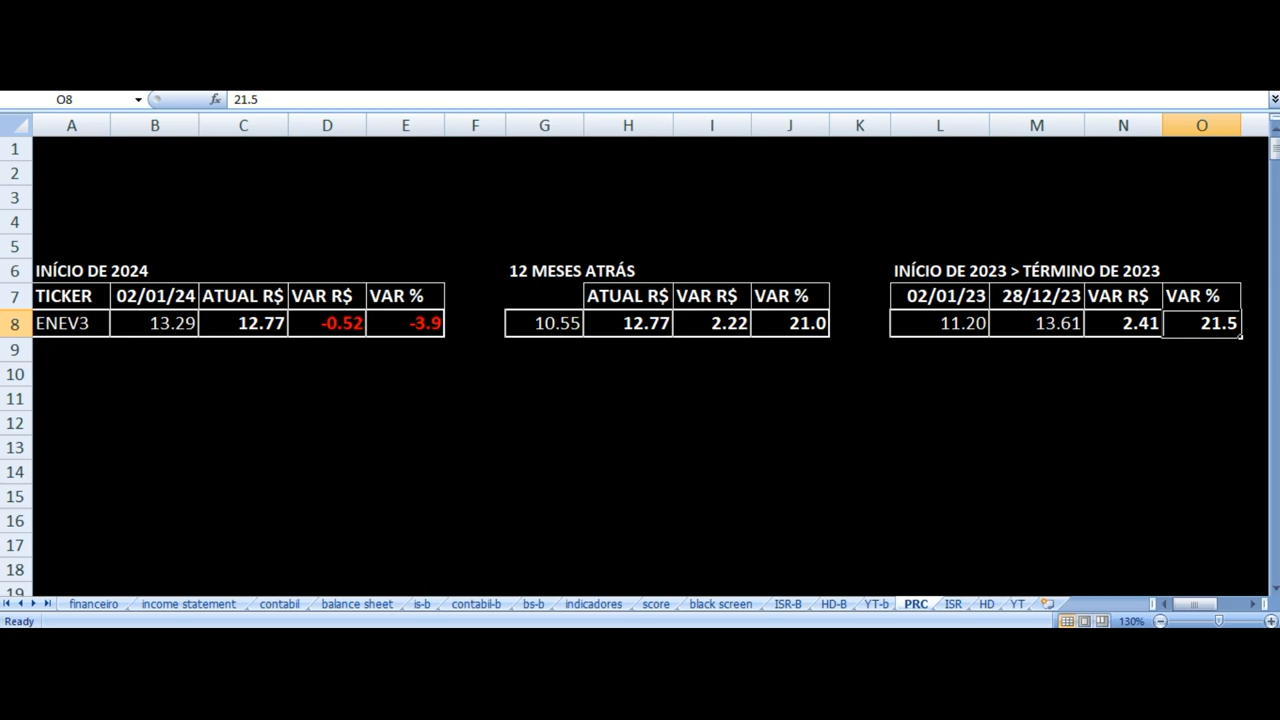 O8 fx 21.5
A B C D E F G H I J K L M N O
1
2
3
4
5
6 INÍCIO DE 2024 12 MESES ATRÁS INÍCIO DE 2023 > TÉRMINO DE 2023
7 TICKER 02/01/24 ATUAL R$ VAR R$ VAR % ATUAL R$ VAR R$ VAR % 02/01/23 28/12/23 VAR R$ VAR %
8 ENEV3 13.29 12.77 -0.52 -3.9 10.55 12.77 2.22 21.0 11.20 13.61 2.41 21.5
9
10
11
12
13
14
15
16
17
18
19
financeiro income statement contabil balance sheet is-b contabil-b bs-b indicadores score black screen ISR-B HD-B YT-b PRC ISR HD YT
Ready 130%